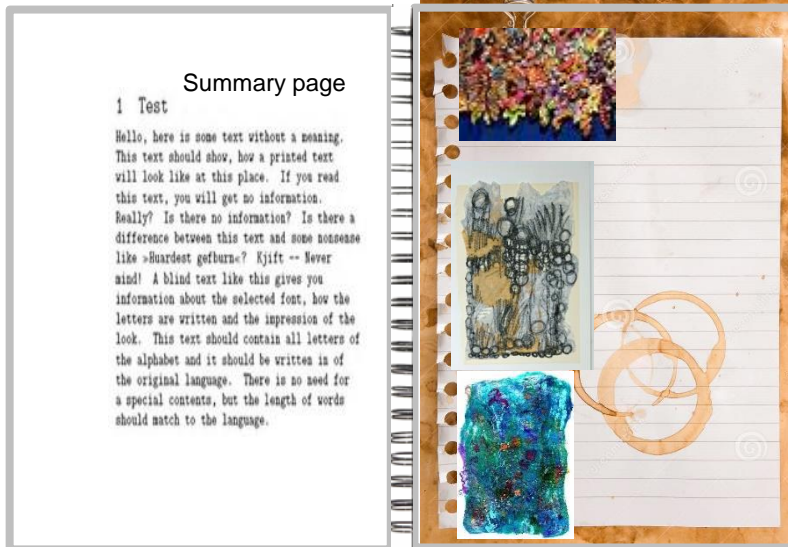 Summary page
1 Test
Hello, here is some text without a meaning.
This text should show, how a printed text
will look like at this place. If you read
this text, you will get no information.
Really? Is there no information? Is there a
difference between this text and some nonsense
like »Huardest gefburn«? Kjift -- Never
mind! A blind text like this gives you
information about the selected font, how the
letters are written and the impression of the
look. This text should contain all letters of
the alphabet and it should be written in of
the original language. There is no need for
a special contents, but the length of words
should match to the language.